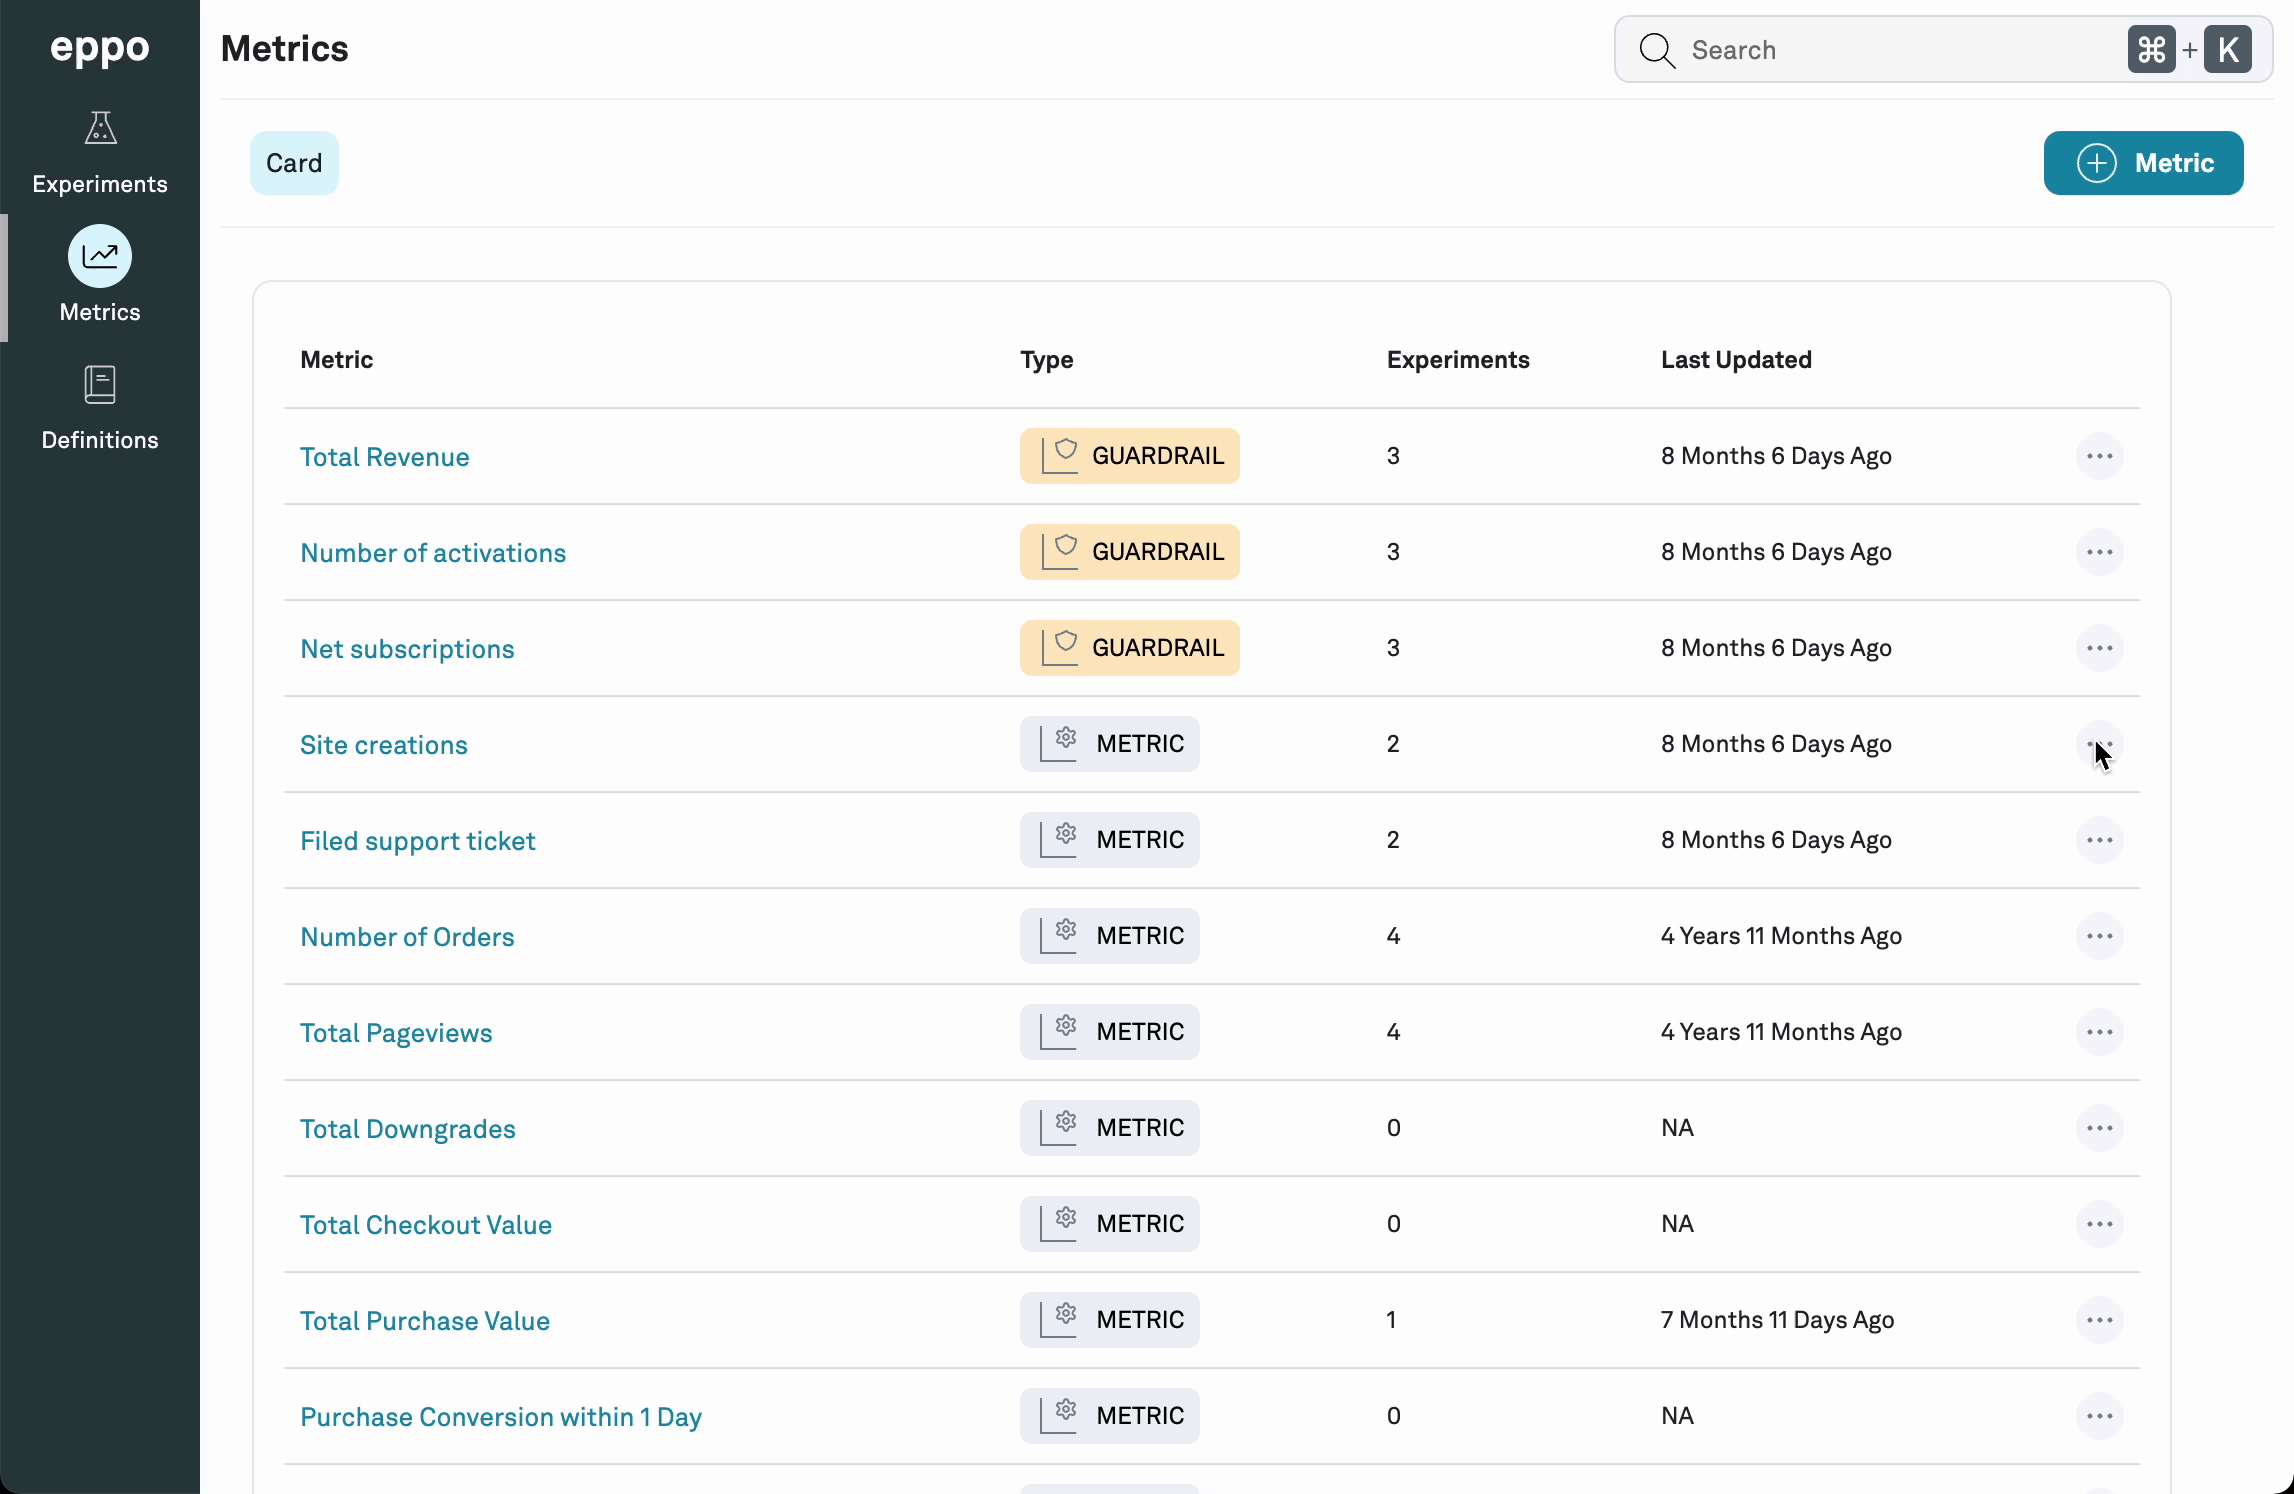 eppo
Experiments
Metrics
Definitions
Metrics
Search
⌘ + K
Card
Metric
Metric Type Experiments Last Updated
Total Revenue GUARDRAIL 3 8 Months 6 Days Ago
Number of activations GUARDRAIL 3 8 Months 6 Days Ago
Net subscriptions GUARDRAIL 3 8 Months 6 Days Ago
Site creations METRIC 2 8 Months 6 Days Ago
Filed support ticket METRIC 2 8 Months 6 Days Ago
Number of Orders METRIC 4 4 Years 11 Months Ago
Total Pageviews METRIC 4 4 Years 11 Months Ago
Total Downgrades METRIC 0 NA
Total Checkout Value METRIC 0 NA
Total Purchase Value METRIC 1 7 Months 11 Days Ago
Purchase Conversion within 1 Day METRIC 0 NA